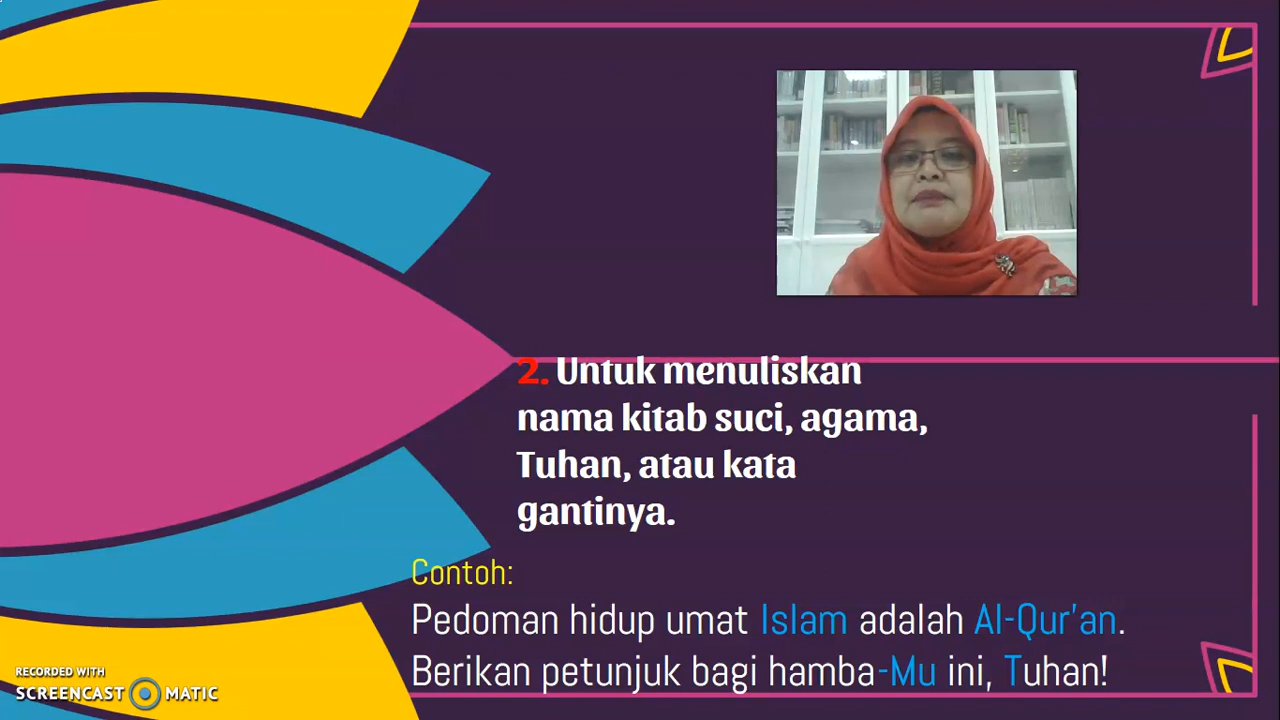 2. Untuk menuliskan
nama kitab suci, agama,
Tuhan, atau kata
gantinya.
Contoh:
Pedoman hidup umat Islam adalah Al-Qur’an.
Berikan petunjuk bagi hamba-Mu ini, Tuhan!
RECORDED WITH
SCREENCAST MATIC